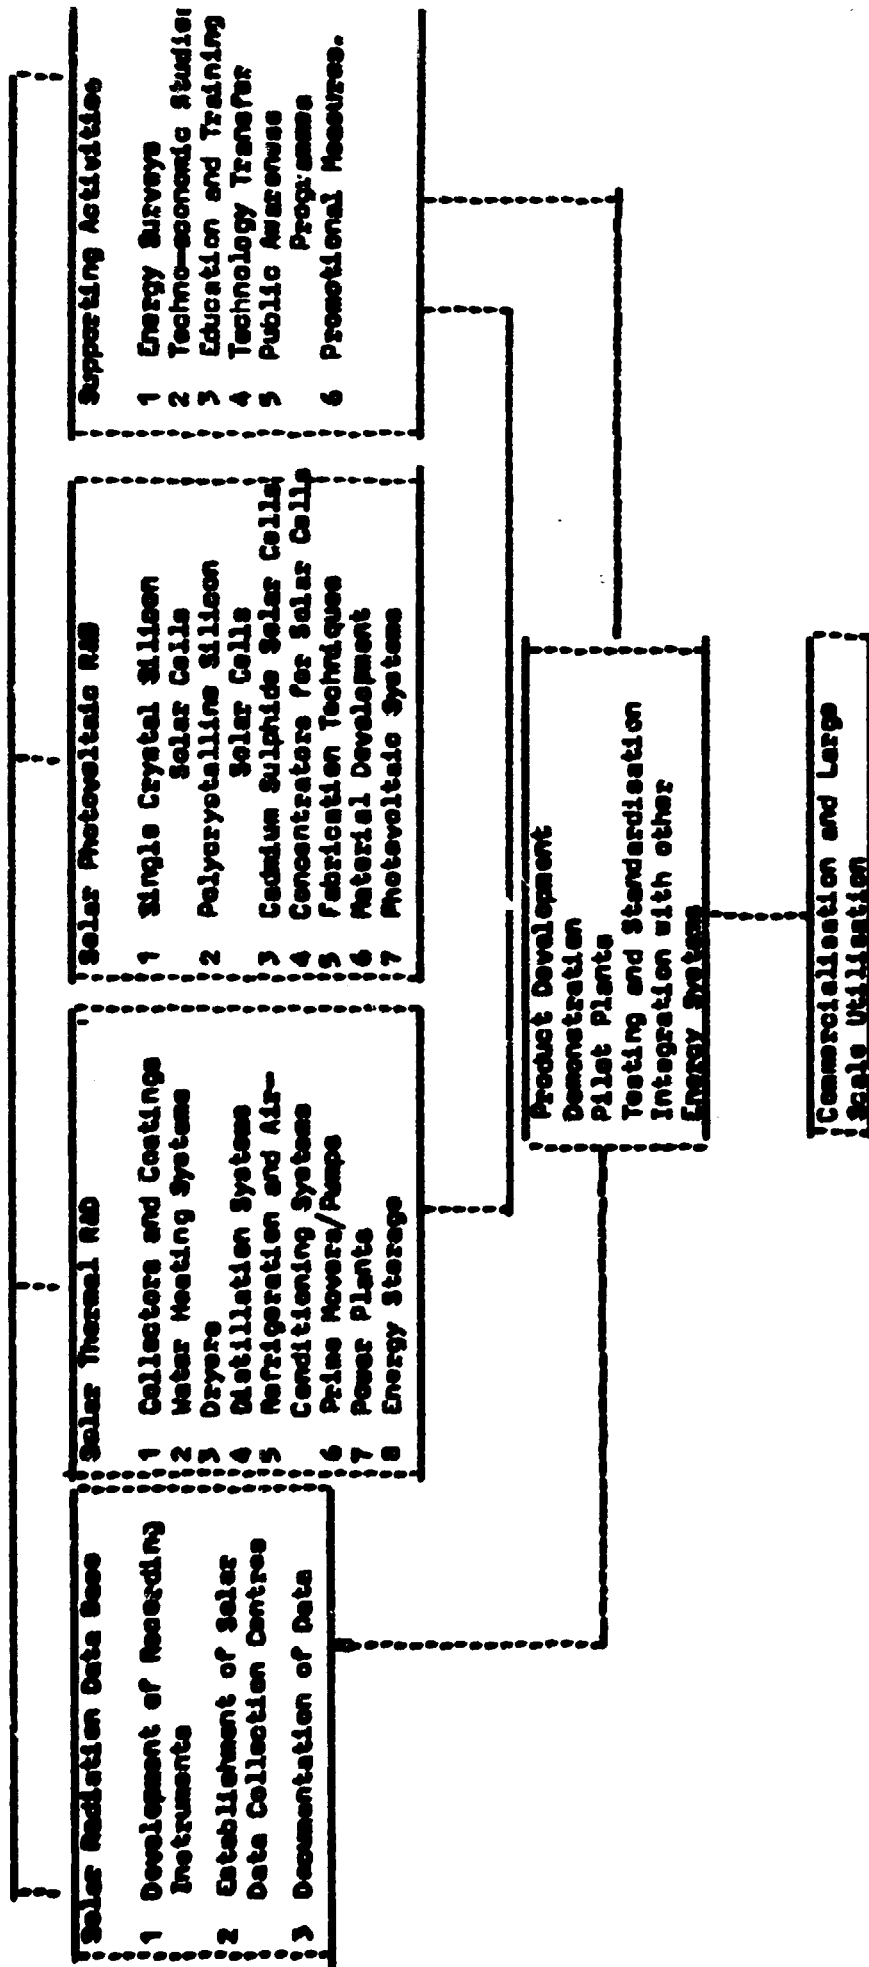 Solar Radiation Data Base
1 Development of Recording
Instruments
2 Establishment of Solar
Data Collection Centres
3 Documentation of Data
Solar Thermal R&D
1 Collectors and Coatings
2 Water Heating Systems
3 Dryers
4 Distillation Systems
5 Refrigeration and Air-
Conditioning Systems
6 Prime Movers/Pumps
7 Power Plants
8 Energy Storage
Solar Photovoltaic R&D
1 Single Crystal Silicon
Solar Cells
2 Polycrystalline Silicon
Solar Cells
3 Cadmium Sulphide Solar Cells
4 Concentrators for Solar Cells
5 Fabrication Techniques
6 Material Development
7 Photovoltaic Systems
Supporting Activities
1 Energy Surveys
2 Techno-economic Studies
3 Education and Training
4 Technology Transfer
5 Public Awarenss
Programmes
6 Promotional Measures.
Product Development
Demonstration
Pilot Plants
Testing and Standardisation
Integration with other
Energy Systems
Commercialisation and Large
Scale Utilisation